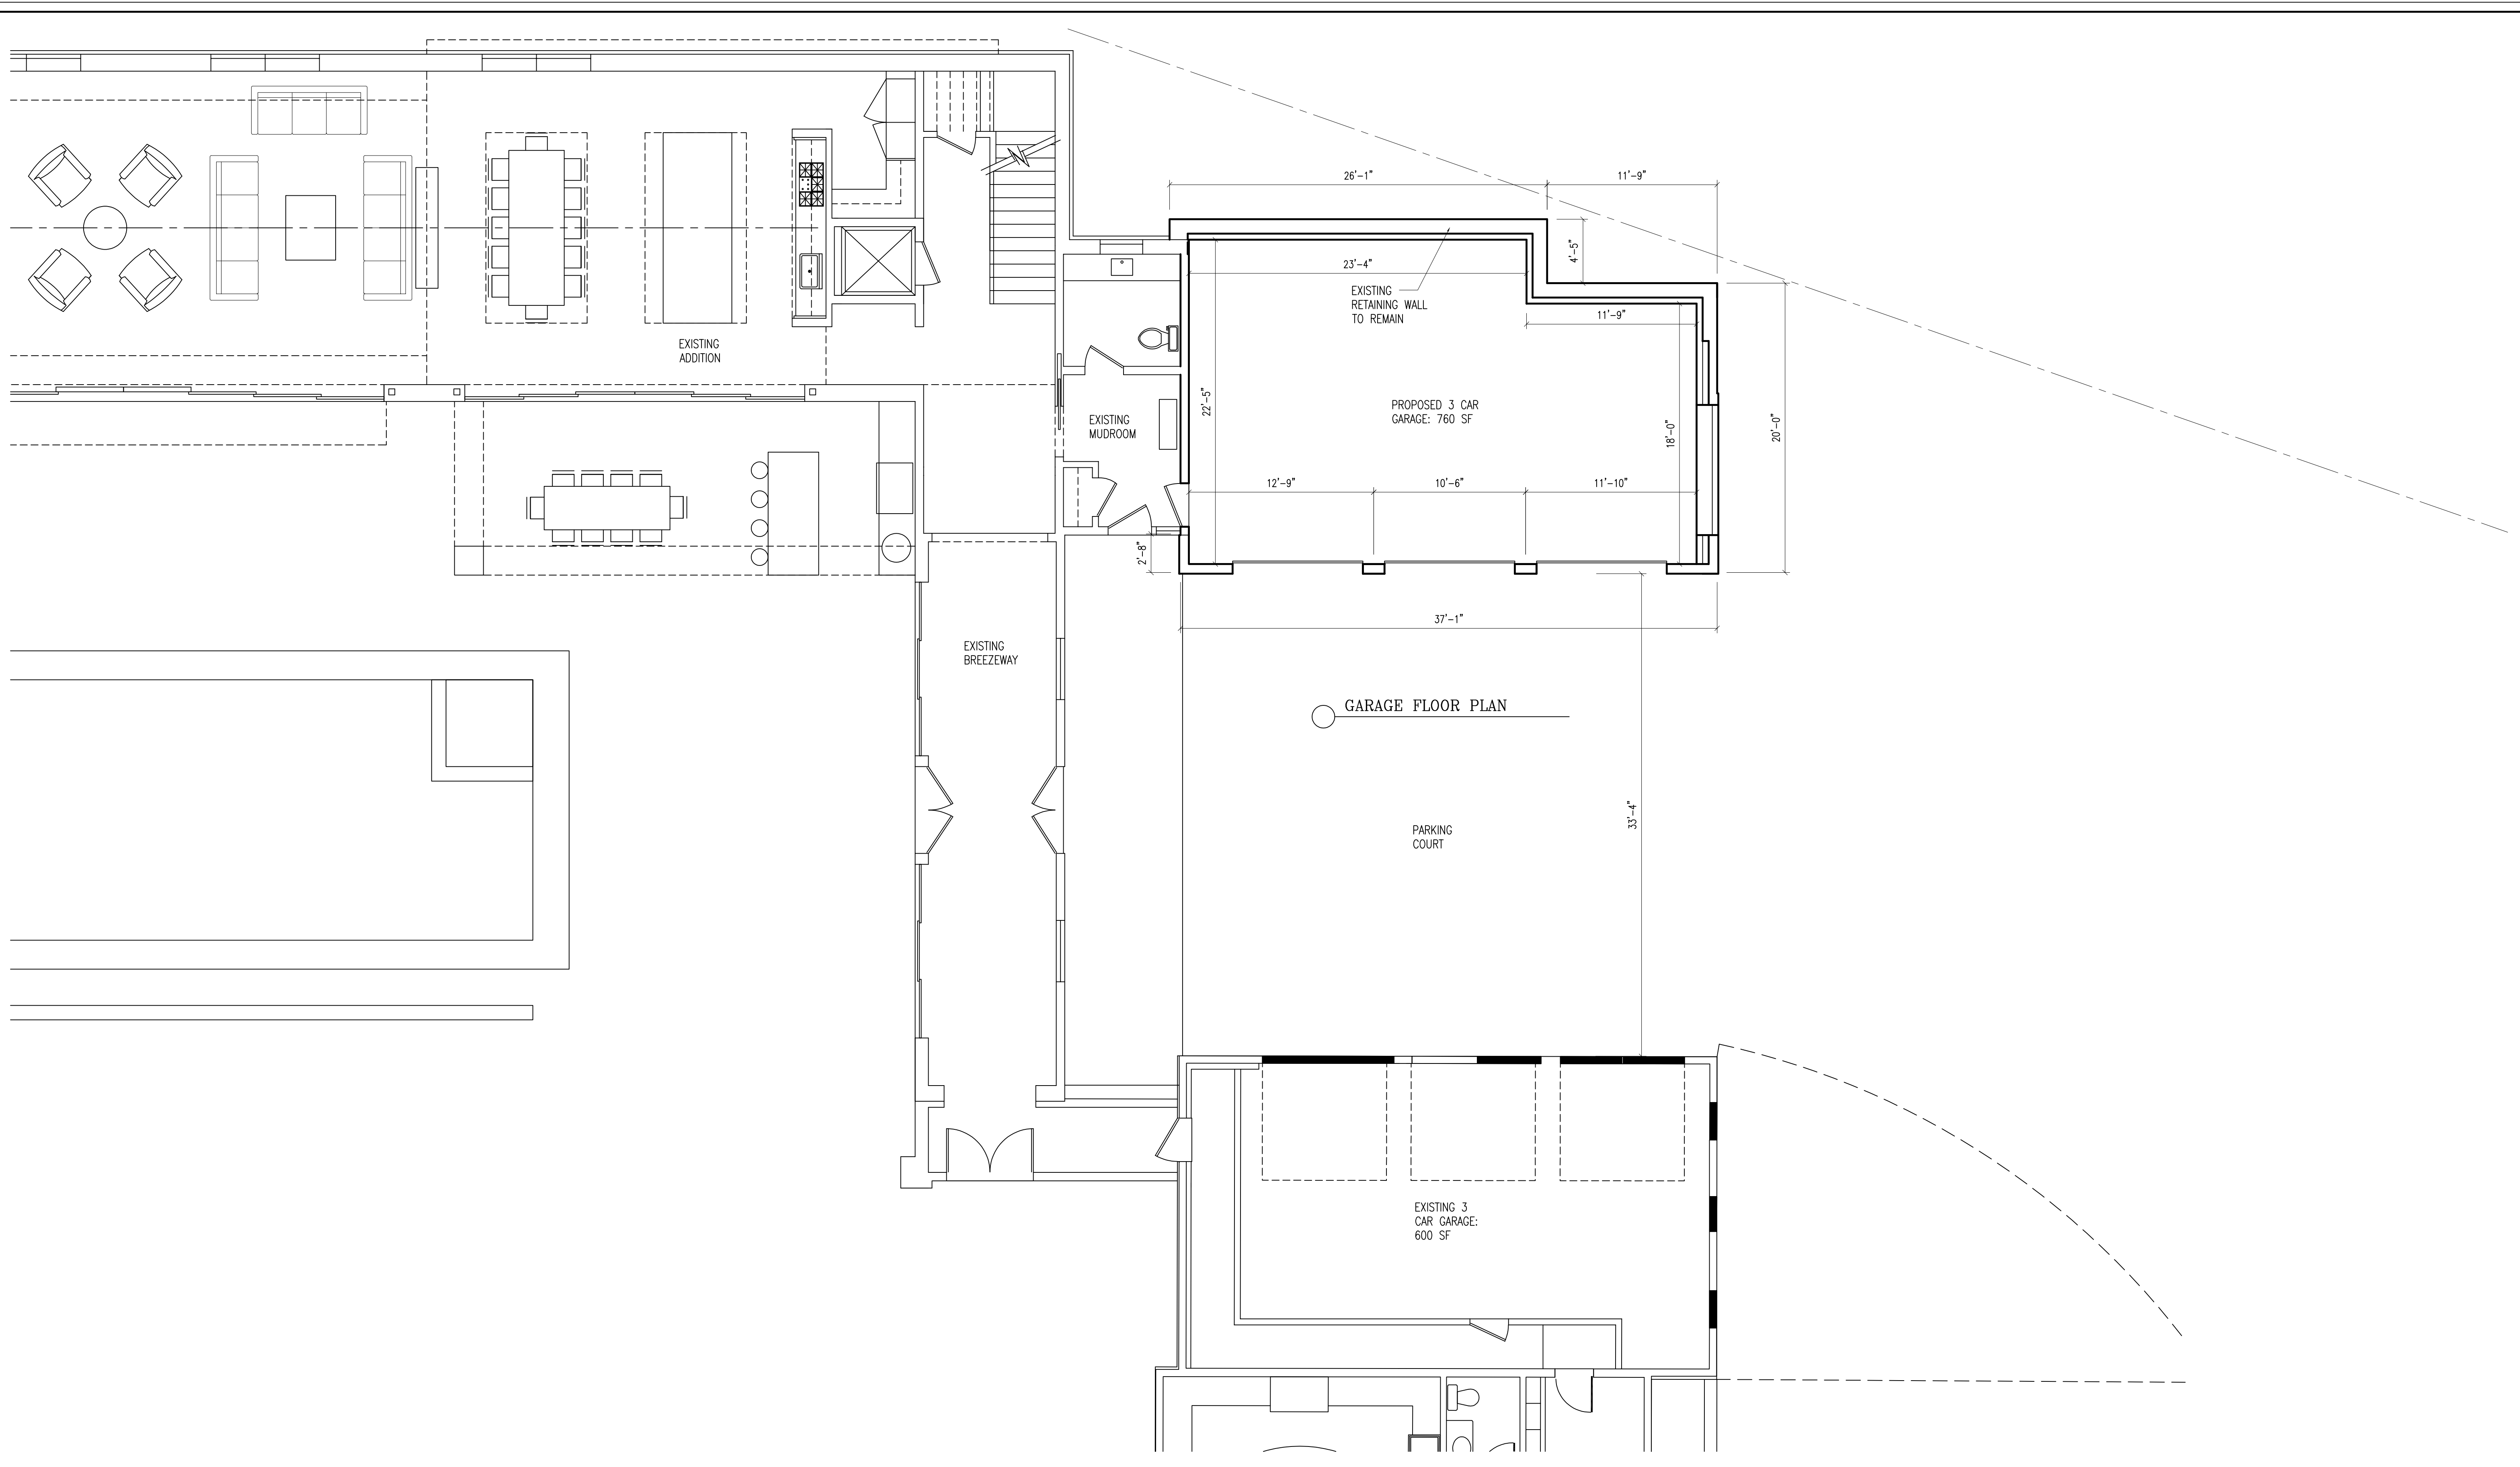 26'-1"
11'-9"
4'-5"
23'-4"
EXISTING
RETAINING WALL
TO REMAIN
11'-9"
EXISTING
ADDITION
22'-5"
PROPOSED 3 CAR
GARAGE: 760 SF
EXISTING
MUDROOM
18'-0"
20'-0"
12'-9"
10'-6"
11'-10"
2'-8"
37'-1"
EXISTING
BREEZEWAY
GARAGE FLOOR PLAN
33'-4"
PARKING
COURT
EXISTING 3
CAR GARAGE:
600 SF